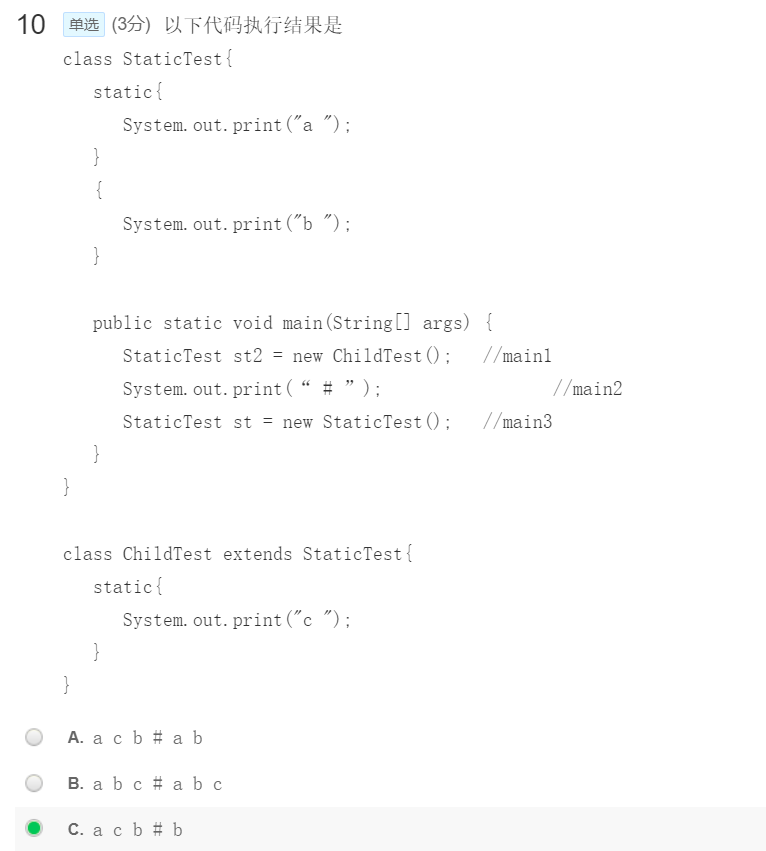 10 单选 (3分) 以下代码执行结果是
class StaticTest{
static{
System.out.print("a ");
}
{
System.out.print("b ");
}
public static void main(String[] args) {
StaticTest st2 = new ChildTest(); //main1
System.out.print(“ # ”); //main2
StaticTest st = new StaticTest(); //main3
}
}
class ChildTest extends StaticTest{
static{
System.out.print("c ");
}
}
A. a c b # a b
B. a b c # a b c
C. a c b # b